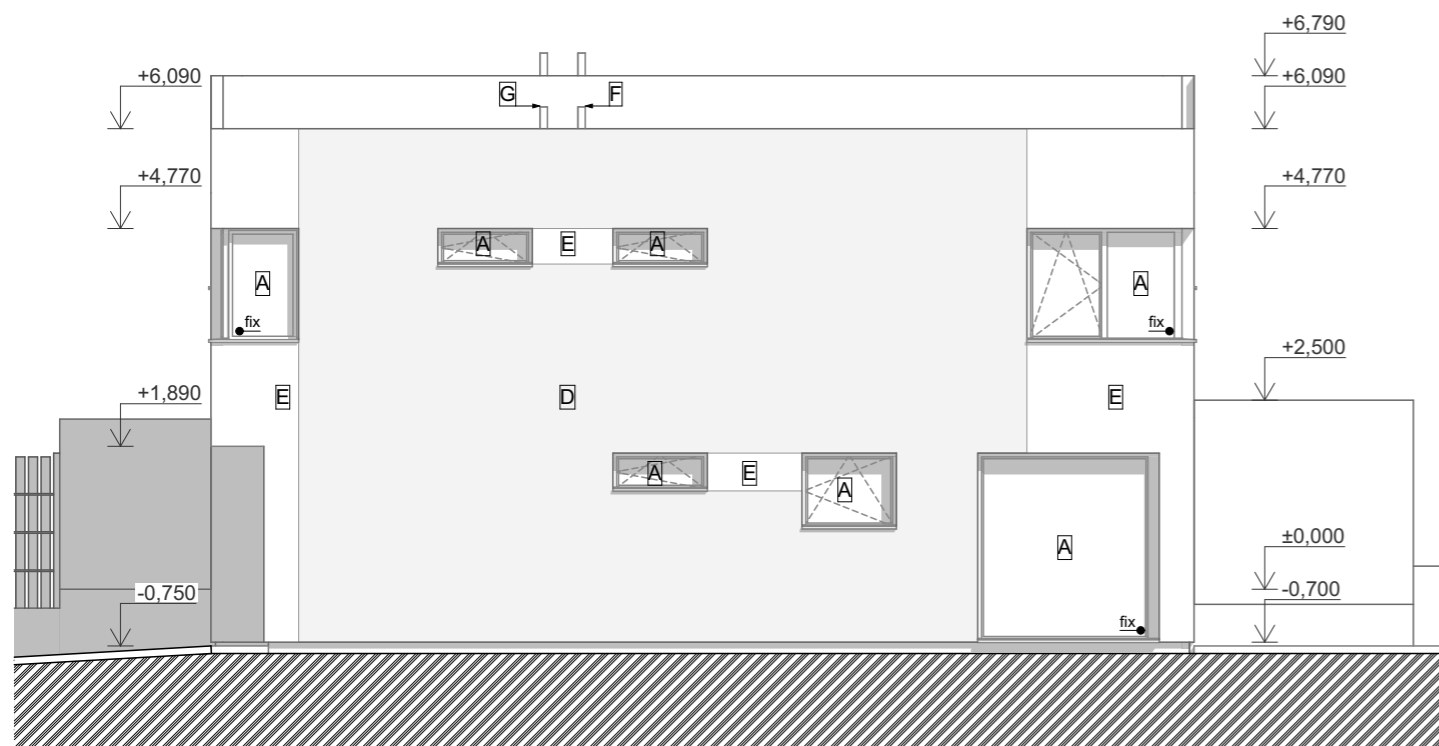 +6,790
+6,090
+6,090
G
F
+4,770
+4,770
A
E
A
A
fix
A
fix
+2,500
+1,890
E
D
E
A
E
A
A
±0,000
-0,750
-0,700
fix